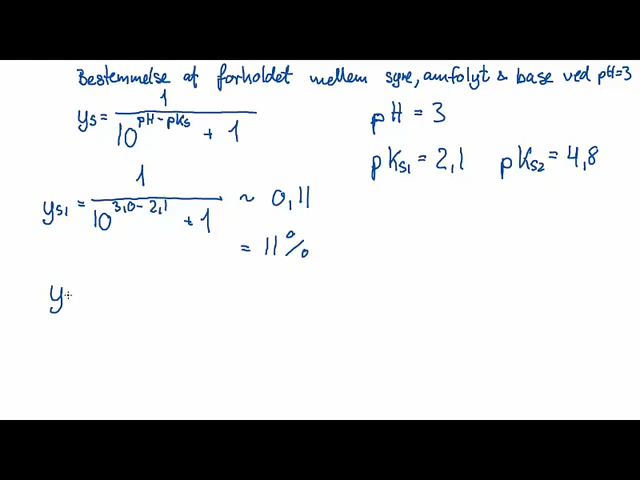 Bestemmelse af forholdet mellem syre, amfolyt & base ved pH=3
ys = 1 / (10^(pH-pKs) + 1)
pH = 3
pKs1 = 2,1 pKs2 = 4,8
ys1 = 1 / (10^(3,0-2,1) + 1) ~ 0,11
= 11%
y